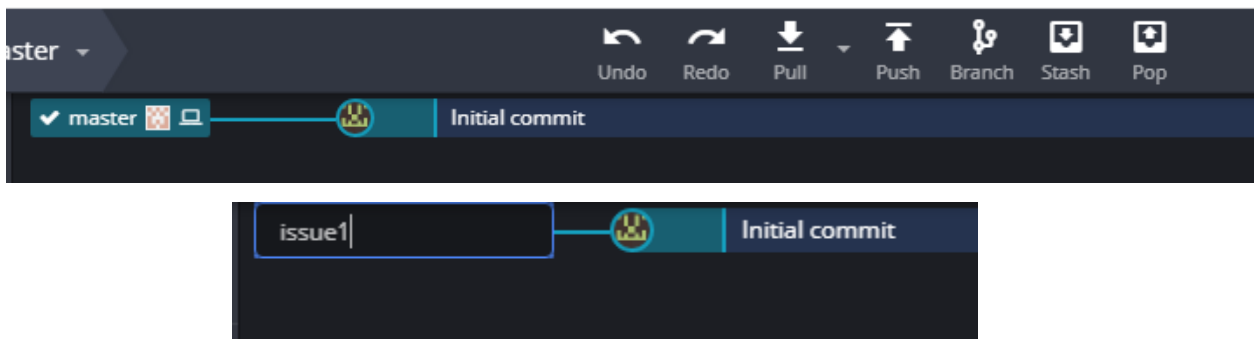 aster
Undo Redo Pull Push Branch Stash Pop
master Initial commit
issue1 Initial commit